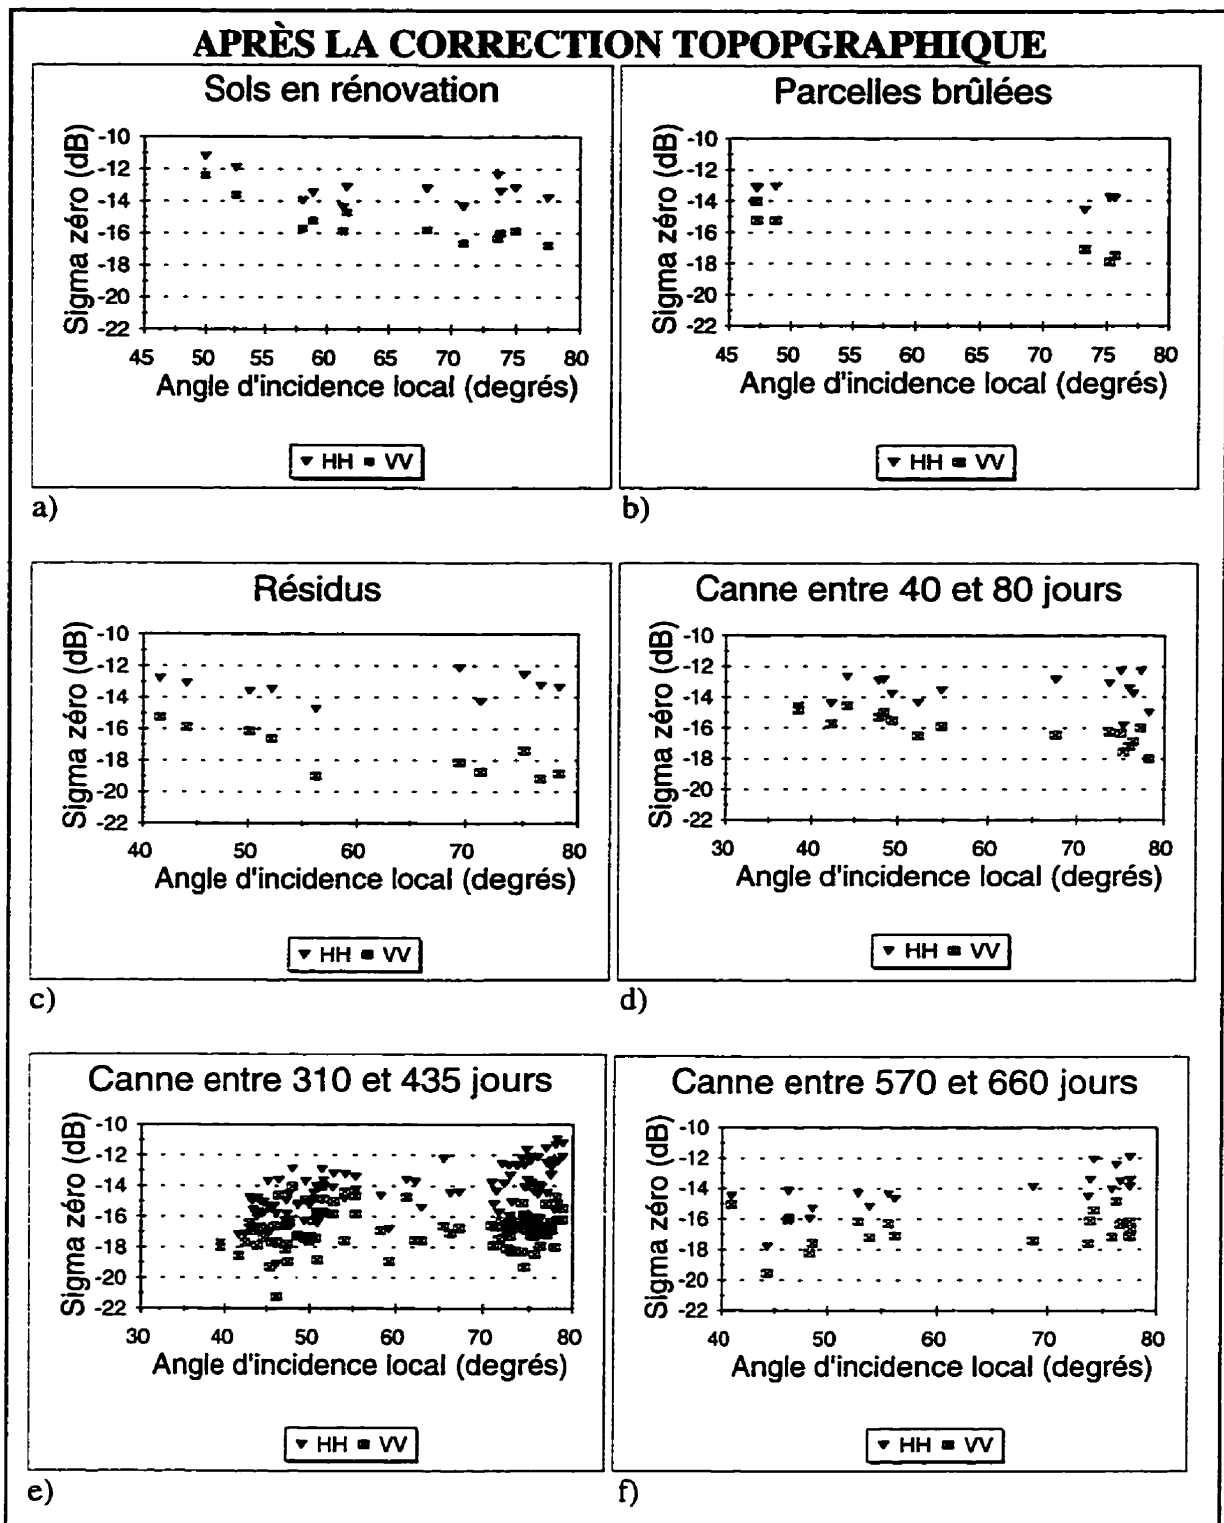 APRÈS LA CORRECTION TOPOPGRAPHIQUE
Sols en rénovation
Sigma zéro (dB)
-10
-12
-14
-16
-18
-20
-22
45 50 55 60 65 70 75 80
Angle d'incidence local (degrés)
HH VV
a)
Parcelles brûlées
Sigma zéro (dB)
-10
-12
-14
-16
-18
-20
-22
45 50 55 60 65 70 75 80
Angle d'incidence local (degrés)
HH VV
b)
Résidus
Sigma zéro (dB)
-10
-12
-14
-16
-18
-20
-22
40 50 60 70 80
Angle d'incidence local (degrés)
HH VV
c)
Canne entre 40 et 80 jours
Sigma zéro (dB)
-10
-12
-14
-16
-18
-20
-22
30 40 50 60 70 80
Angle d'incidence local (degrés)
HH VV
d)
Canne entre 310 et 435 jours
Sigma zéro (dB)
-10
-12
-14
-16
-18
-20
-22
30 40 50 60 70 80
Angle d'incidence local (degrés)
HH VV
e)
Canne entre 570 et 660 jours
Sigma zéro (dB)
-10
-12
-14
-16
-18
-20
-22
40 50 60 70 80
Angle d'incidence local (degrés)
HH VV
f)